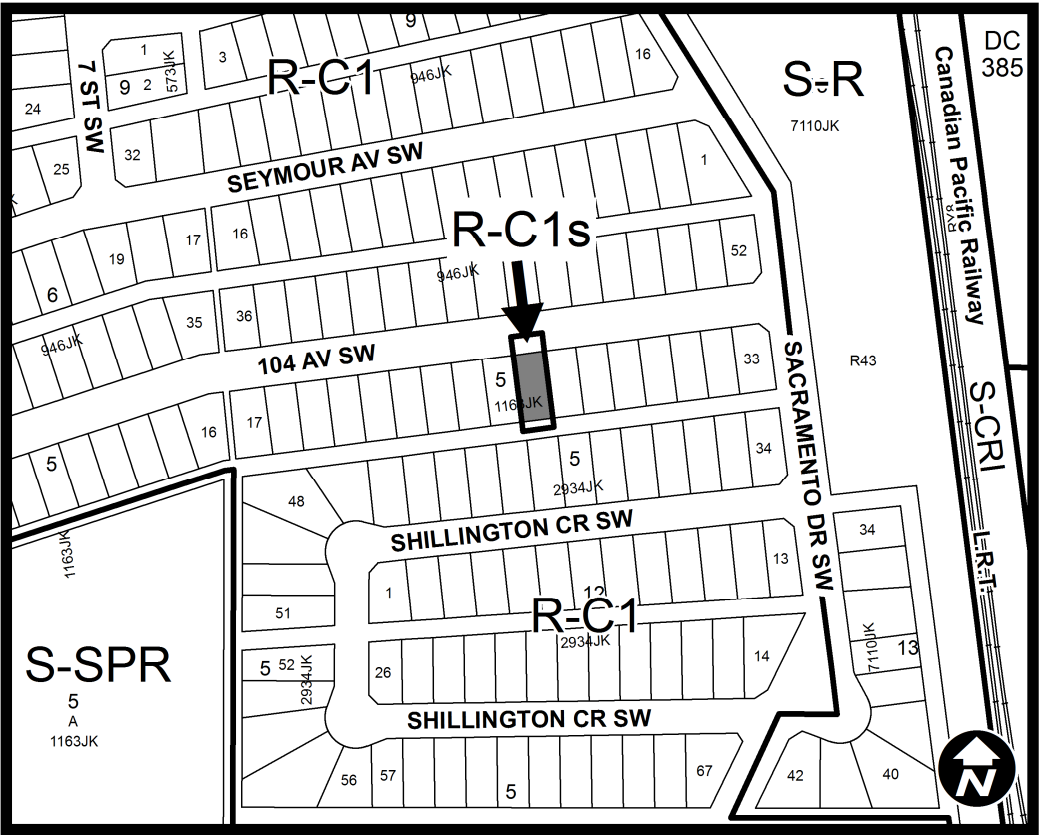 9
1
573JK
3
R-C1
946JK
16
9 2
7 ST SW
24
S-R
7110JK
DC
385
Canadian Pacific Railway
32
25
SEYMOUR AV SW
1
R-C1s
16
17
19
52
6
946JK
36
35
946JK
104 AV SW
33
R43
SACRAMENTO DR SW
5
1163JK
17
16
5
34
5
2934JK
S-CRI
48
SHILLINGTON CR SW
34
1163JK
L.R.T.
13
1
12
R-C1
2934JK
51
7110JK
13
S-SPR
5 52
2934JK
26
14
5
A
1163JK
SHILLINGTON CR SW
56
57
67
5
42
40
N